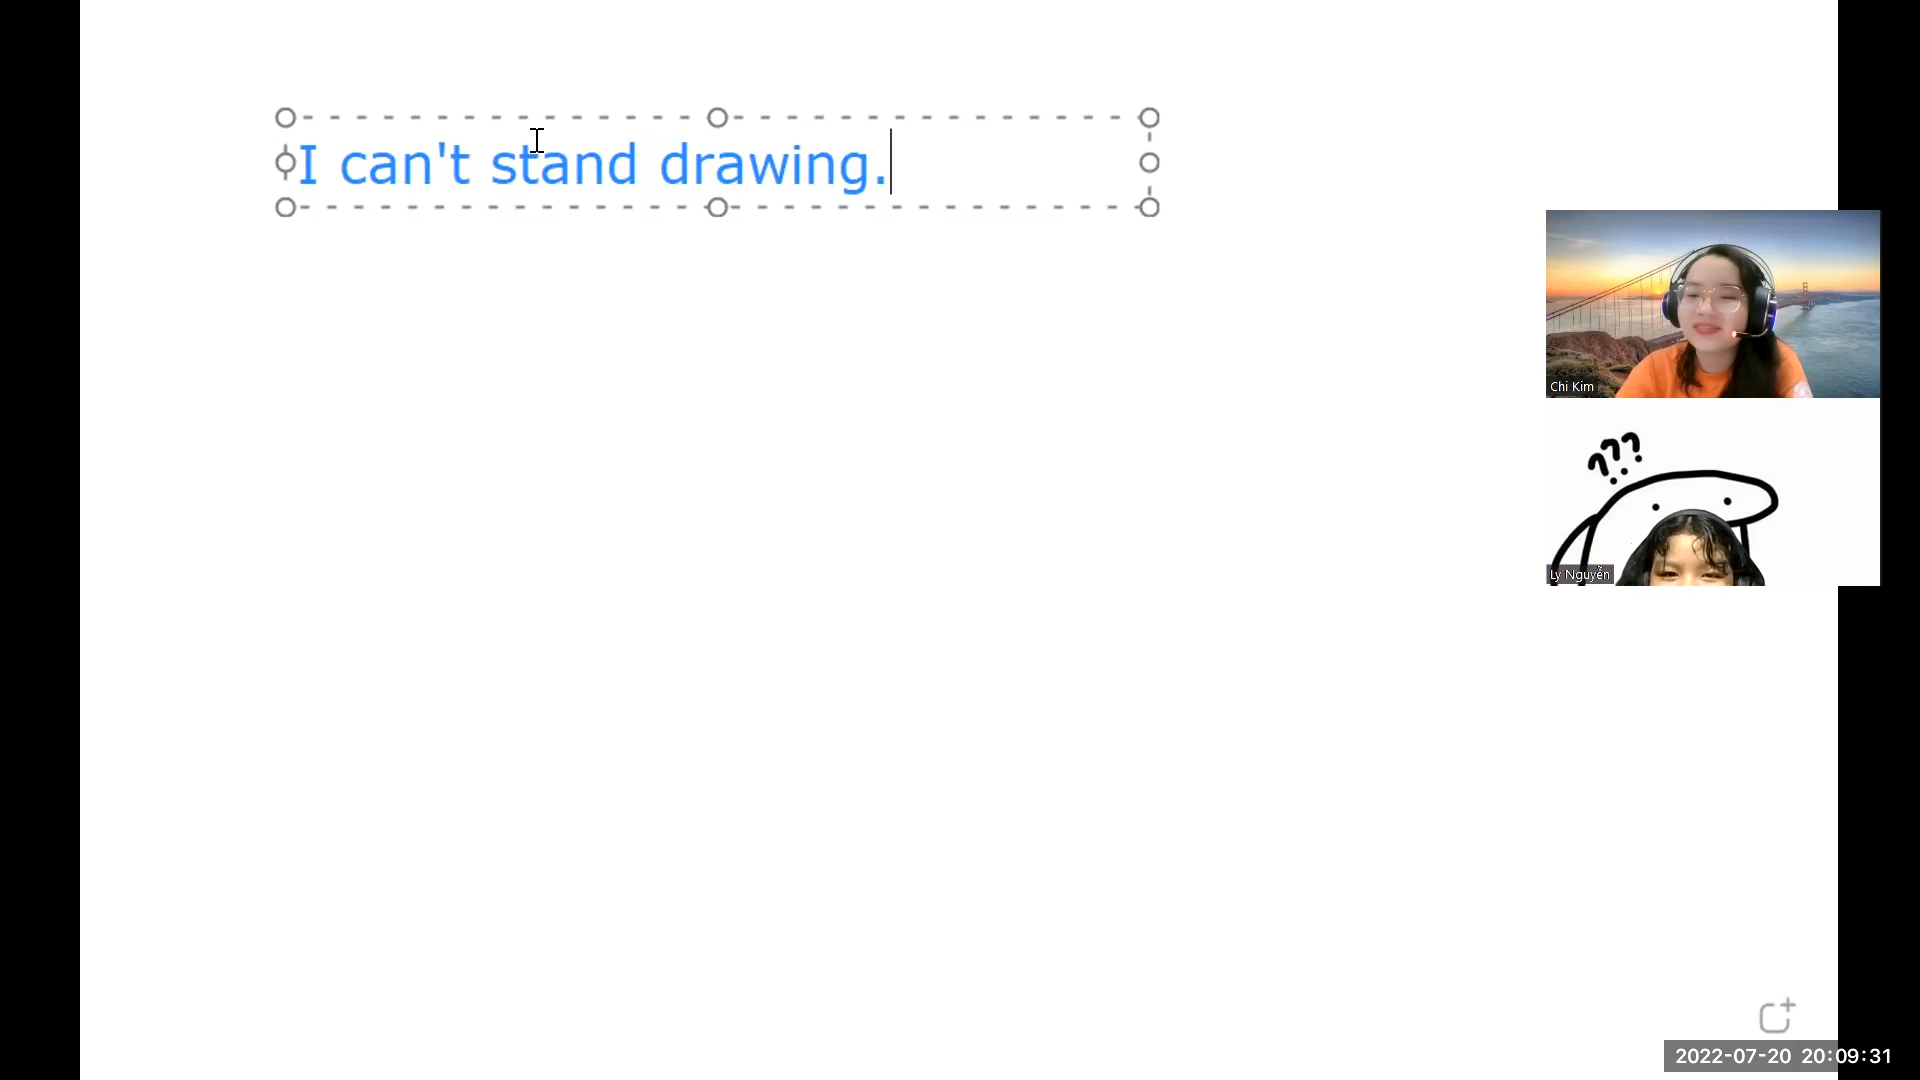 I can't stand drawing.
Chi Kim
???
Ly Nguyễn
2022-07-20 20:09:31